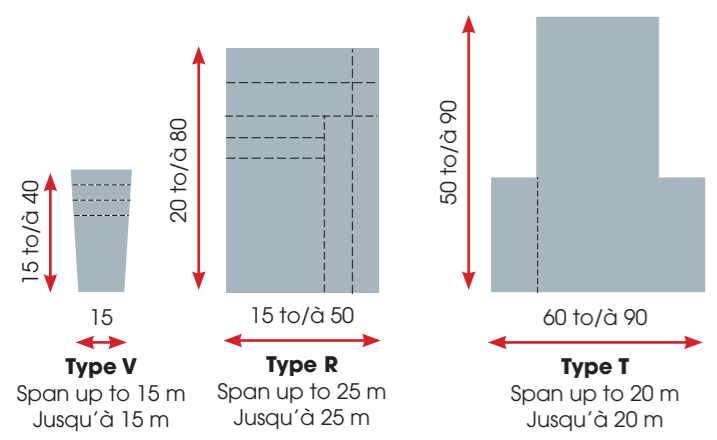 15 to/à 40
15
Type V
Span up to 15 m
Jusqu’à 15 m
20 to/à 80
15 to/à 50
Type R
Span up to 25 m
Jusqu’à 25 m
50 to/à 90
60 to/à 90
Type T
Span up to 20 m
Jusqu’à 20 m